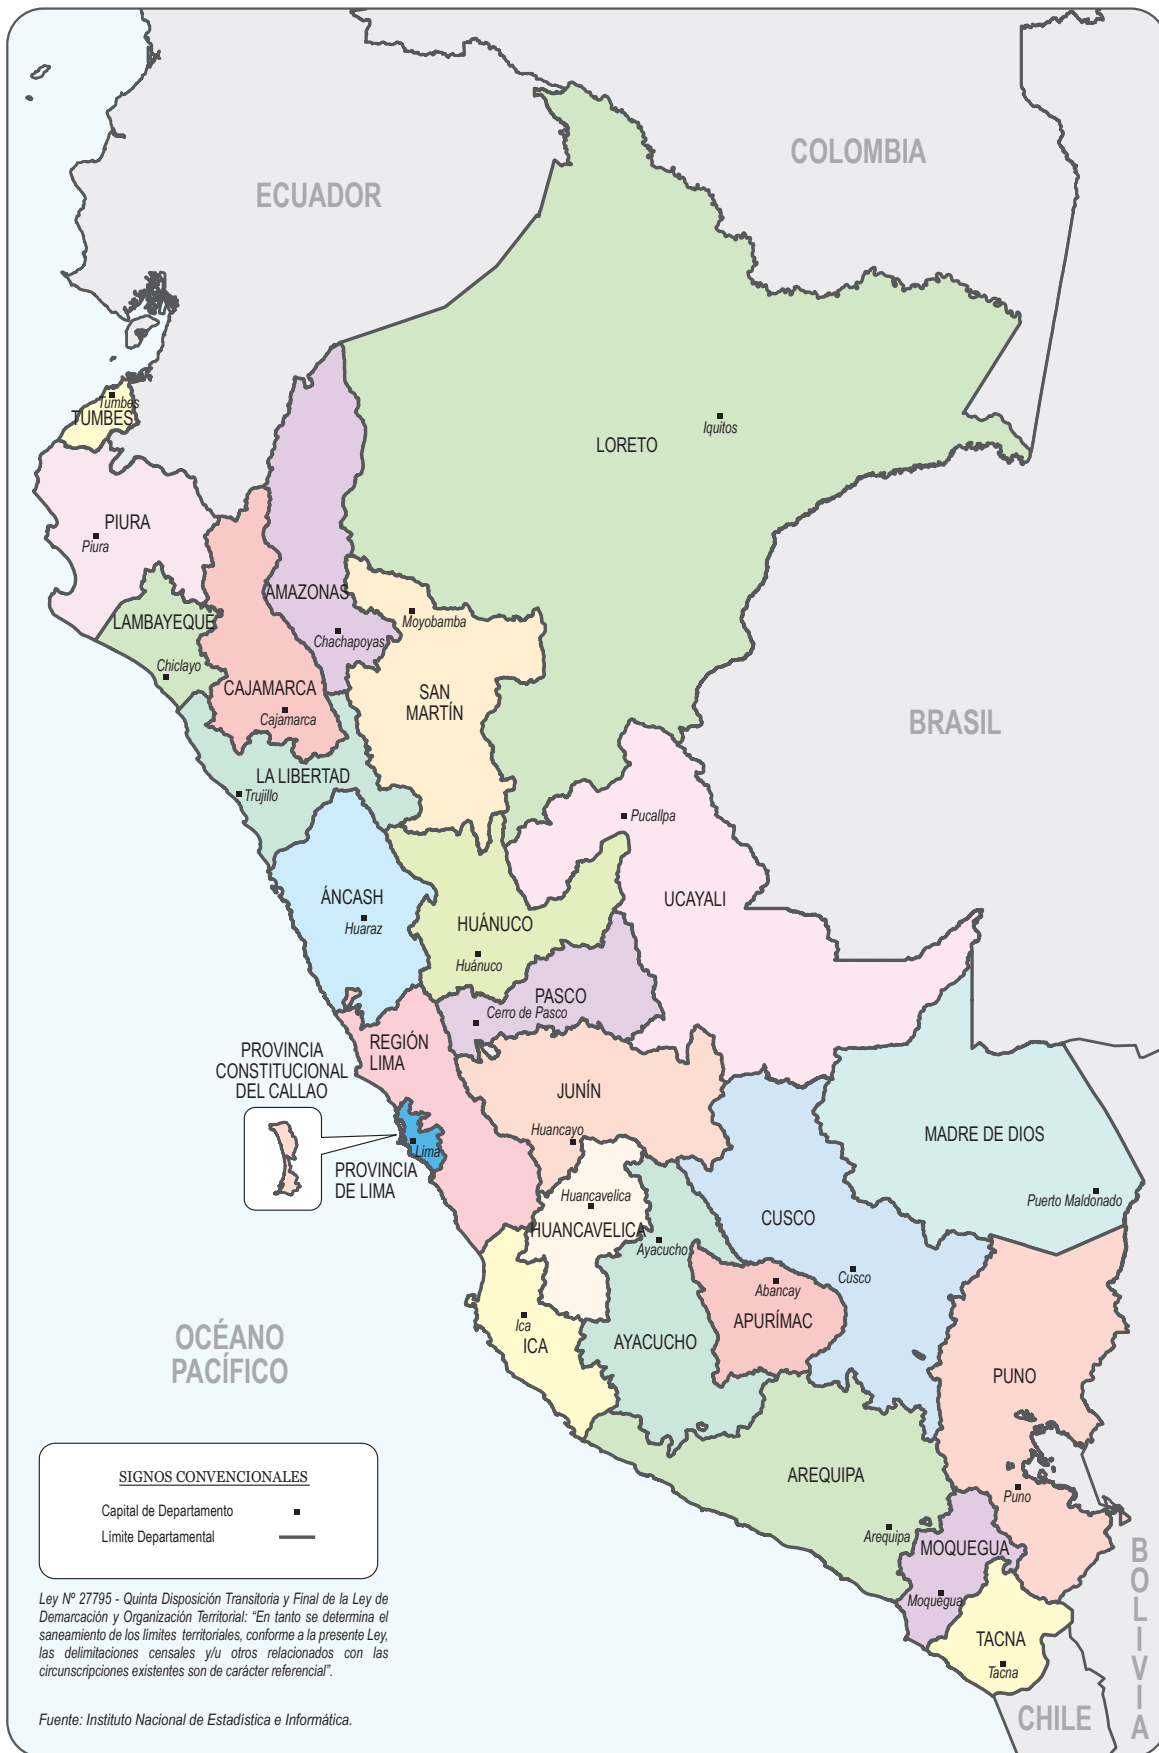 COLOMBIA
ECUADOR
Tumbes
TUMBES
Iquitos
LORETO
PIURA
Piura
AMAZONAS
LAMBAYEQUE
Moyobamba
Chachapoyas
Chiclayo
CAJAMARCA
SAN
MARTÍN
Cajamarca
BRASIL
LA LIBERTAD
Trujillo
Pucallpa
ÁNCASH
UCAYALI
Huaraz
HUÁNUCO
Huánuco
PASCO
Cerro de Pasco
REGIÓN
LIMA
PROVINCIA
CONSTITUCIONAL
DEL CALLAO
JUNÍN
Huancayo
MADRE DE DIOS
Lima
PROVINCIA
DE LIMA
Huancavelica
Puerto Maldonado
HUANCAVELICA
CUSCO
Ayacucho
Cusco
Abancay
Ica
ICA
APURÍMAC
AYACUCHO
OCÉANO
PACÍFICO
PUNO
AREQUIPA
Puno
SIGNOS CONVENCIONALES
Capital de Departamento
Límite Departamental
Arequipa
MOQUEGUA
Moquegua
BOLIVIA
TACNA
Tacna
CHILE
Ley Nº 27795 - Quinta Disposición Transitoria y Final de la Ley de
Demarcación y Organización Territorial: “En tanto se determina el
saneamiento de los límites territoriales, conforme a la presente Ley,
las delimitaciones censales y/u otros relacionados con las
circunscripciones existentes son de carácter referencial”.
Fuente: Instituto Nacional de Estadística e Informática.